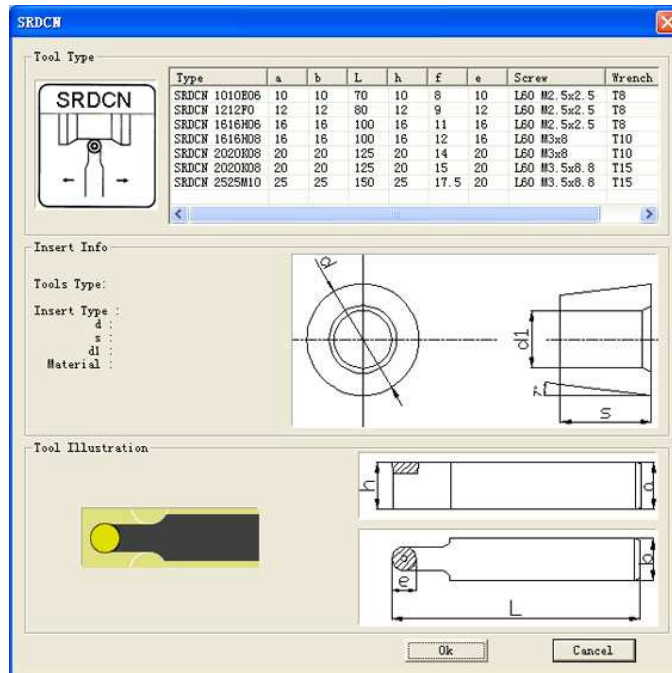 SRDCN
Tool Type
SRDCN
Type a b L h f e Screw Wrench
SRDCN 1010E06 10 10 70 10 8 10 L60 M2.5x2.5 T8
SRDCN 1212F0 12 12 80 12 9 12 L60 M2.5x2.5 T8
SRDCN 1616H06 16 16 100 16 11 16 L60 M2.5x2.5 T8
SRDCN 1616H08 16 16 100 16 12 16 L60 M3x8 T10
SRDCN 2020K08 20 20 125 20 14 20 L60 M3x8 T10
SRDCN 2020K08 20 20 125 20 15 20 L60 M3.5x8.8 T15
SRDCN 2525M10 25 25 150 25 17.5 20 L60 M3.5x8.8 T15
Insert Info
Tools Type:
Insert Type :
d :
s :
d1 :
Material :
d
d1
7°
s
Tool Illustration
h
a
b
e
L
Ok
Cancel